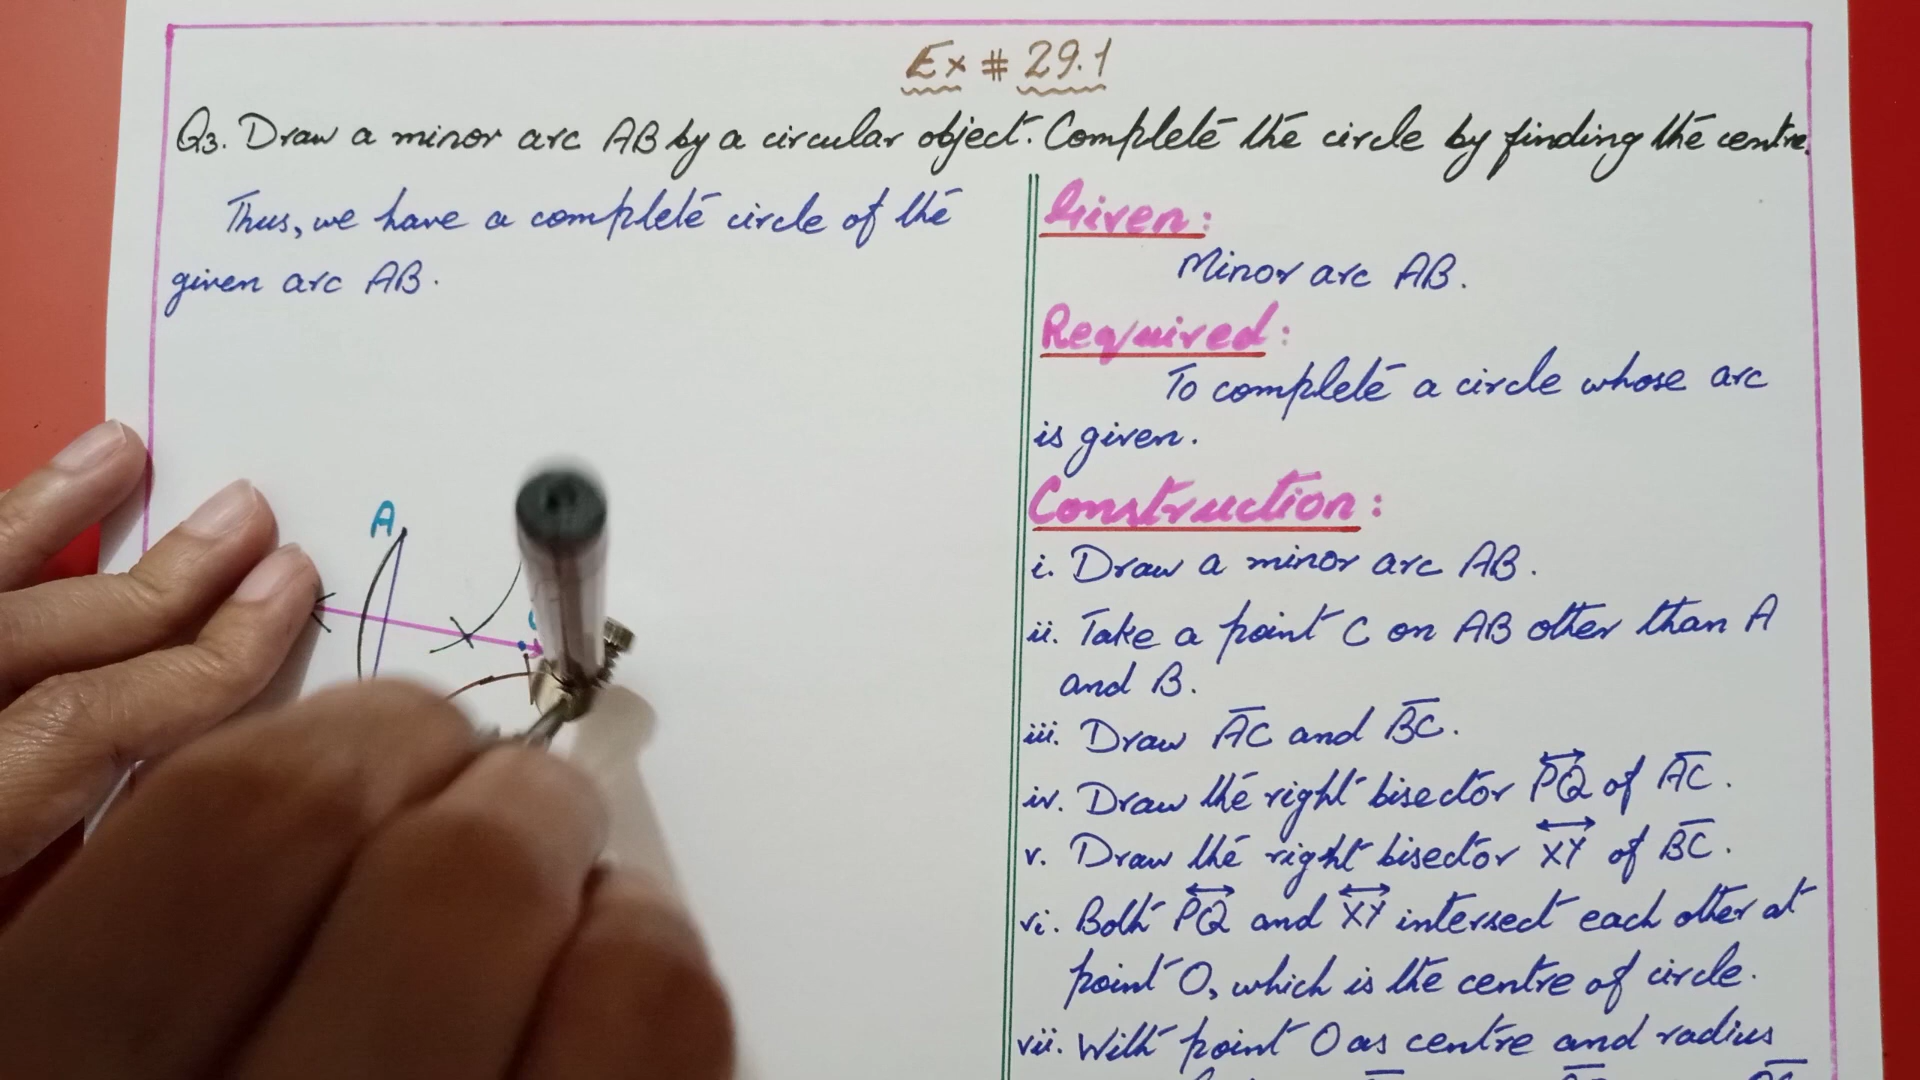 Ex # 29.1
Q3. Draw a minor arc AB by a circular object. Complete the circle by finding the centre.
Thus, we have a complete circle of the
given arc AB.
A
Given:
Minor arc AB.
Required:
To complete a circle whose arc
is given.
Construction:
i. Draw a minor arc AB.
ii. Take a point C on AB other than A
and B.
iii. Draw A̅C̅ and B̅C̅.
iv. Draw the right bisector PQ of A̅C̅.
v. Draw the right bisector XY of B̅C̅.
vi. Both PQ and XY intersect each other at
point O, which is the centre of circle.
vii. With point O as centre and radius